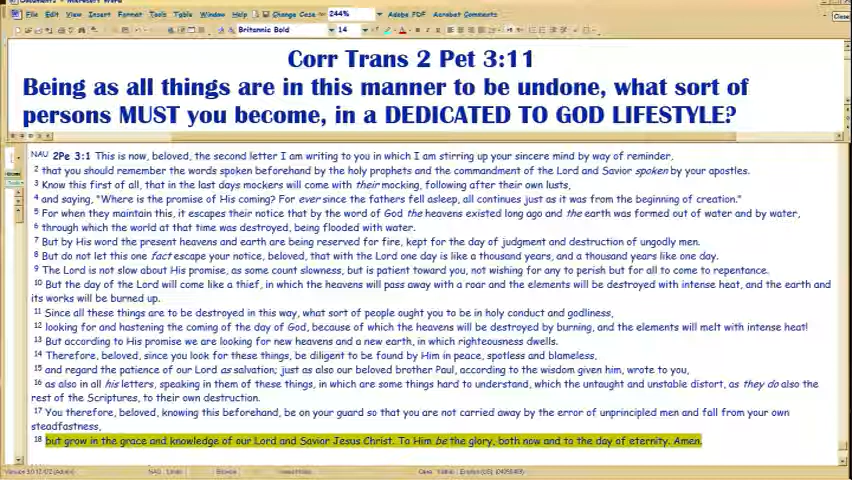 File Edit View Insert Format Tools Table Window Help Change Case 244% Adobe PDF Acrobat Comments
Britannic Bold 14
Corr Trans 2 Pet 3:11
Being as all things are in this manner to be undone, what sort of
persons MUST you become, in a DEDICATED TO GOD LIFESTYLE?
NAU 2Pe 3:1 This is now, beloved, the second letter I am writing to you in which I am stirring up your sincere mind by way of reminder,
2 that you should remember the words spoken beforehand by the holy prophets and the commandment of the Lord and Savior spoken by your apostles.
3 Know this first of all, that in the last days mockers will come with their mocking, following after their own lusts,
4 and saying, "Where is the promise of His coming? For ever since the fathers fell asleep, all continues just as it was from the beginning of creation."
5 For when they maintain this, it escapes their notice that by the word of God the heavens existed long ago and the earth was formed out of water and by water,
6 through which the world at that time was destroyed, being flooded with water.
7 But by His word the present heavens and earth are being reserved for fire, kept for the day of judgment and destruction of ungodly men.
8 But do not let this one fact escape your notice, beloved, that with the Lord one day is like a thousand years, and a thousand years like one day.
9 The Lord is not slow about His promise, as some count slowness, but is patient toward you, not wishing for any to perish but for all to come to repentance.
10 But the day of the Lord will come like a thief, in which the heavens will pass away with a roar and the elements will be destroyed with intense heat, and the earth and
its works will be burned up.
11 Since all these things are to be destroyed in this way, what sort of people ought you to be in holy conduct and godliness,
12 looking for and hastening the coming of the day of God, because of which the heavens will be destroyed by burning, and the elements will melt with intense heat!
13 But according to His promise we are looking for new heavens and a new earth, in which righteousness dwells.
14 Therefore, beloved, since you look for these things, be diligent to be found by Him in peace, spotless and blameless,
15 and regard the patience of our Lord as salvation; just as also our beloved brother Paul, according to the wisdom given him, wrote to you,
16 as also in all his letters, speaking in them of these things, in which are some things hard to understand, which the untaught and unstable distort, as they do also the
rest of the Scriptures, to their own destruction.
17 You therefore, beloved, knowing this beforehand, be on your guard so that you are not carried away by the error of unprincipled men and fall from your own
steadfastness,
18 but grow in the grace and knowledge of our Lord and Savior Jesus Christ. To Him be the glory, both now and to the day of eternity. Amen.